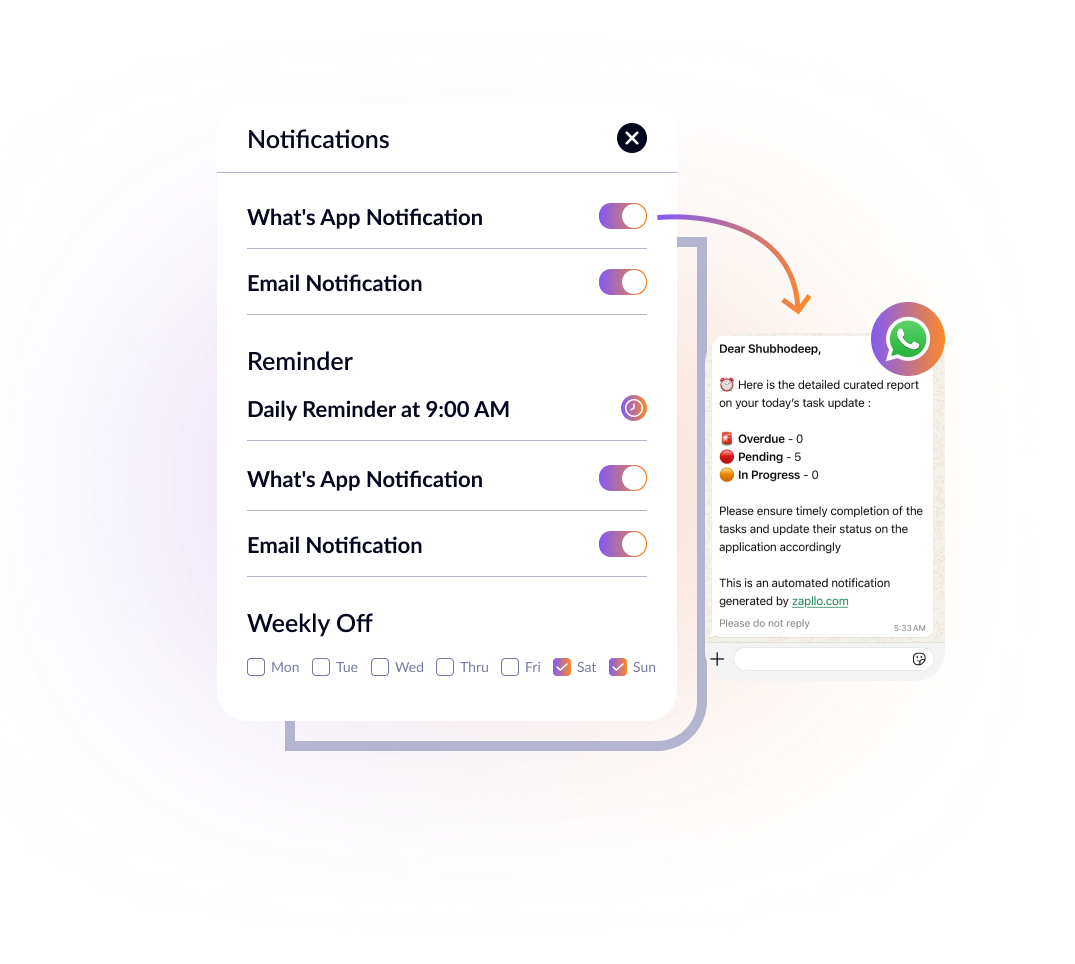 Notifications
What's App Notification
Email Notification
Reminder
Daily Reminder at 9:00 AM
What's App Notification
Email Notification
Weekly Off
Mon Tue Wed Thru Fri Sat Sun
Dear Shubhodeep,
⏰ Here is the detailed curated report
on your today's task update :
🚨 Overdue - 0
🔴 Pending - 5
🟠 In Progress - 0
Please ensure timely completion of the
tasks and update their status on the
application accordingly
This is an automated notification
generated by zapllo.com
Please do not reply
5:33 AM